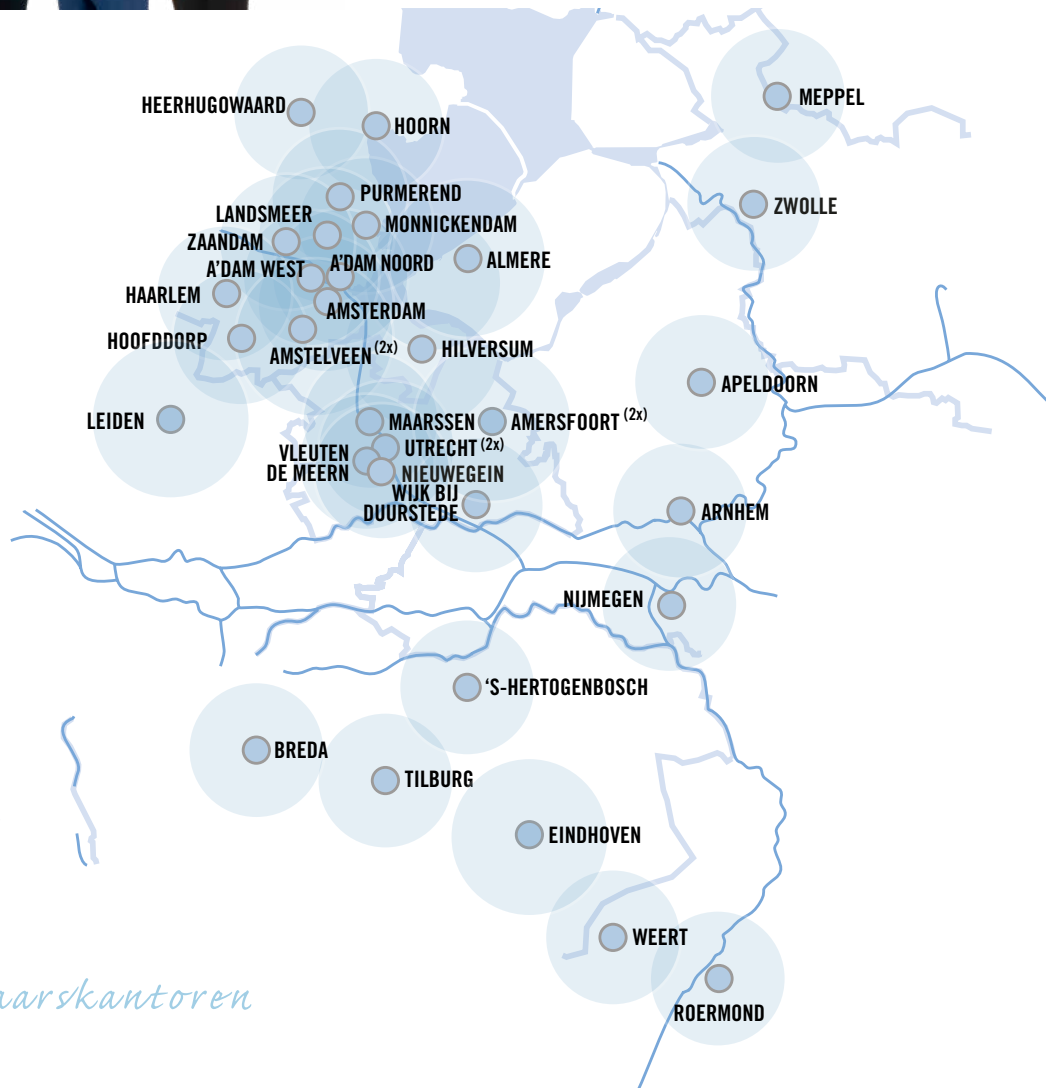 MEPPEL
HEERHUGOWAARD
HOORN
PURMEREND
ZWOLLE
LANDSMEER
MONNICKENDAM
ZAANDAM
ALMERE
A'DAM WEST
A'DAM NOORD
HAARLEM
AMSTERDAM
HOOFDDORP
AMSTELVEEN (2x)
HILVERSUM
APELDOORN
LEIDEN
MAARSSEN
AMERSFOORT (2x)
UTRECHT (2x)
VLEUTEN
DE MEERN
NIEUWEGEIN
WIJK BIJ
DUURSTEDE
ARNHEM
NIJMEGEN
‘S-HERTOGENBOSCH
BREDA
TILBURG
EINDHOVEN
WEERT
aarskantoren
ROERMOND